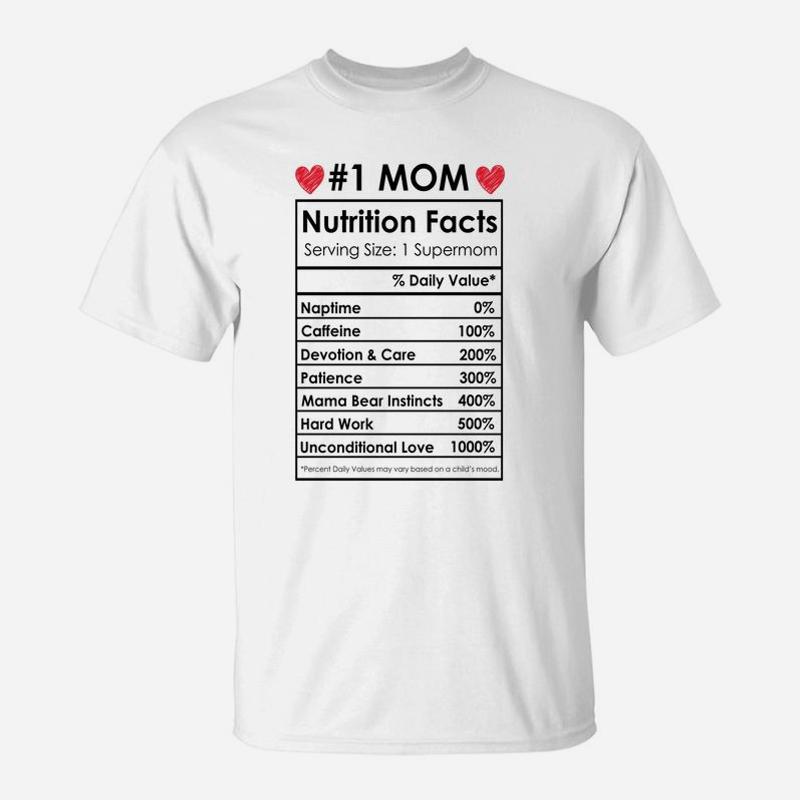 #1 MOM
Nutrition Facts
Serving Size: 1 Supermom
% Daily Value*
Naptime 0%
Caffeine 100%
Devotion & Care 200%
Patience 300%
Mama Bear Instincts 400%
Hard Work 500%
Unconditional Love 1000%
*Percent Daily Values may vary based on a child's mood.